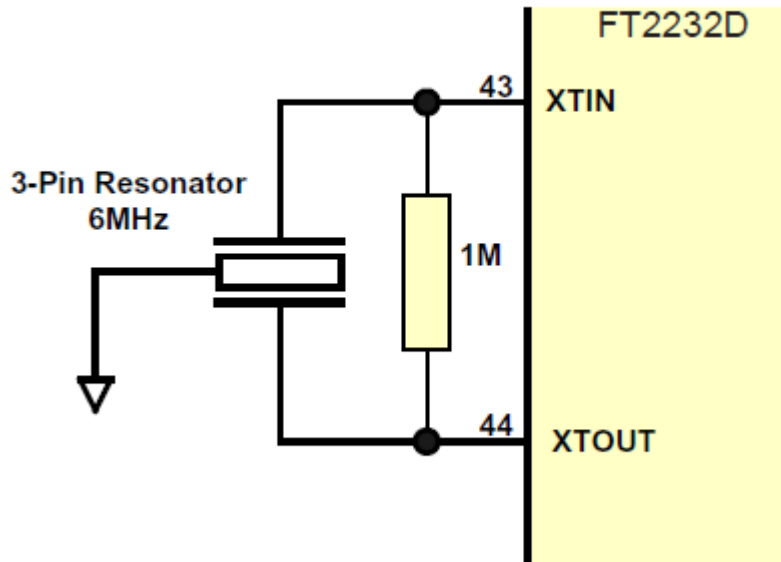 FT2232D
43
XTIN
3-Pin Resonator
6MHz
1M
44
XTOUT